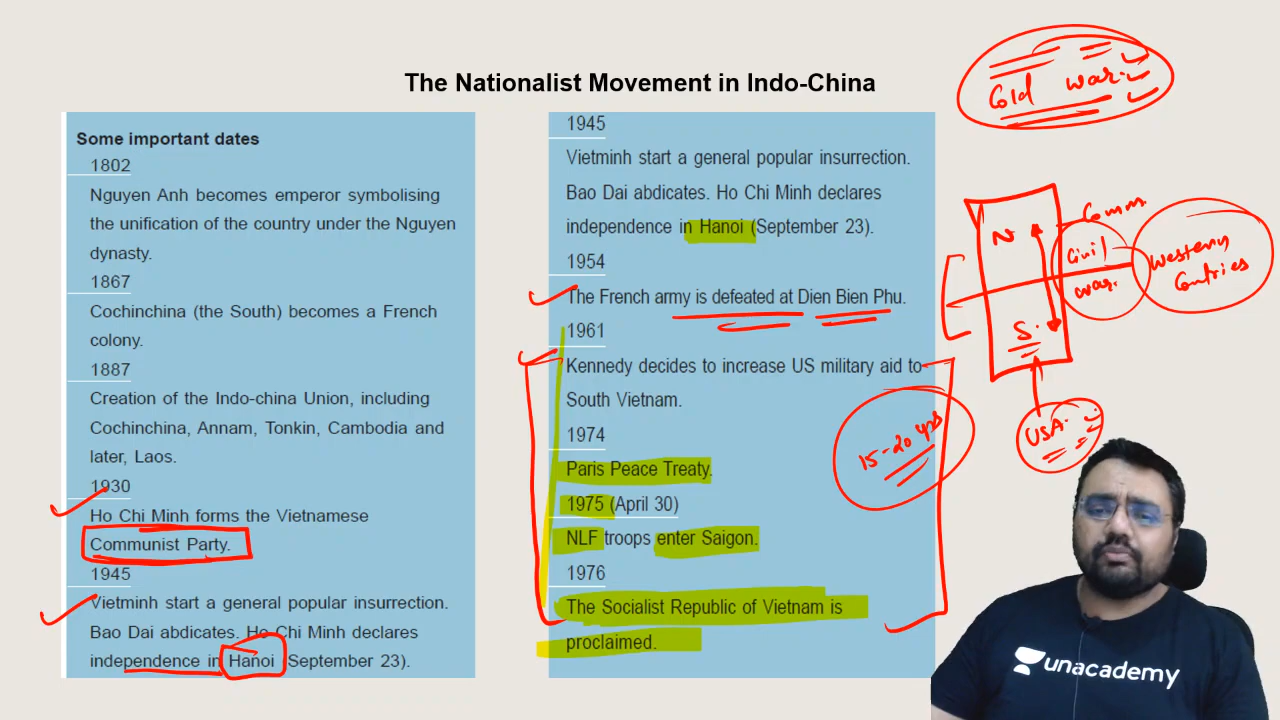 The Nationalist Movement in Indo-China
Some important dates
1802
Nguyen Anh becomes emperor symbolising
the unification of the country under the Nguyen
dynasty.
1867
Cochinchina (the South) becomes a French
colony.
1887
Creation of the Indo-china Union, including
Cochinchina, Annam, Tonkin, Cambodia and
later, Laos.
1930
Ho Chi Minh forms the Vietnamese
Communist Party.
1945
Vietminh start a general popular insurrection.
Bao Dai abdicates. Ho Chi Minh declares
independence in Hanoi (September 23).
1945
Vietminh start a general popular insurrection.
Bao Dai abdicates. Ho Chi Minh declares
independence in Hanoi (September 23).
1954
The French army is defeated at Dien Bien Phu.
1961
Kennedy decides to increase US military aid to
South Vietnam.
1974
Paris Peace Treaty.
1975 (April 30)
NLF troops enter Saigon.
1976
The Socialist Republic of Vietnam is
proclaimed.
15-20 yrs
Cold war.
N
Comm.
Civil
war.
Western
Contries
S.
USA.
unacademy